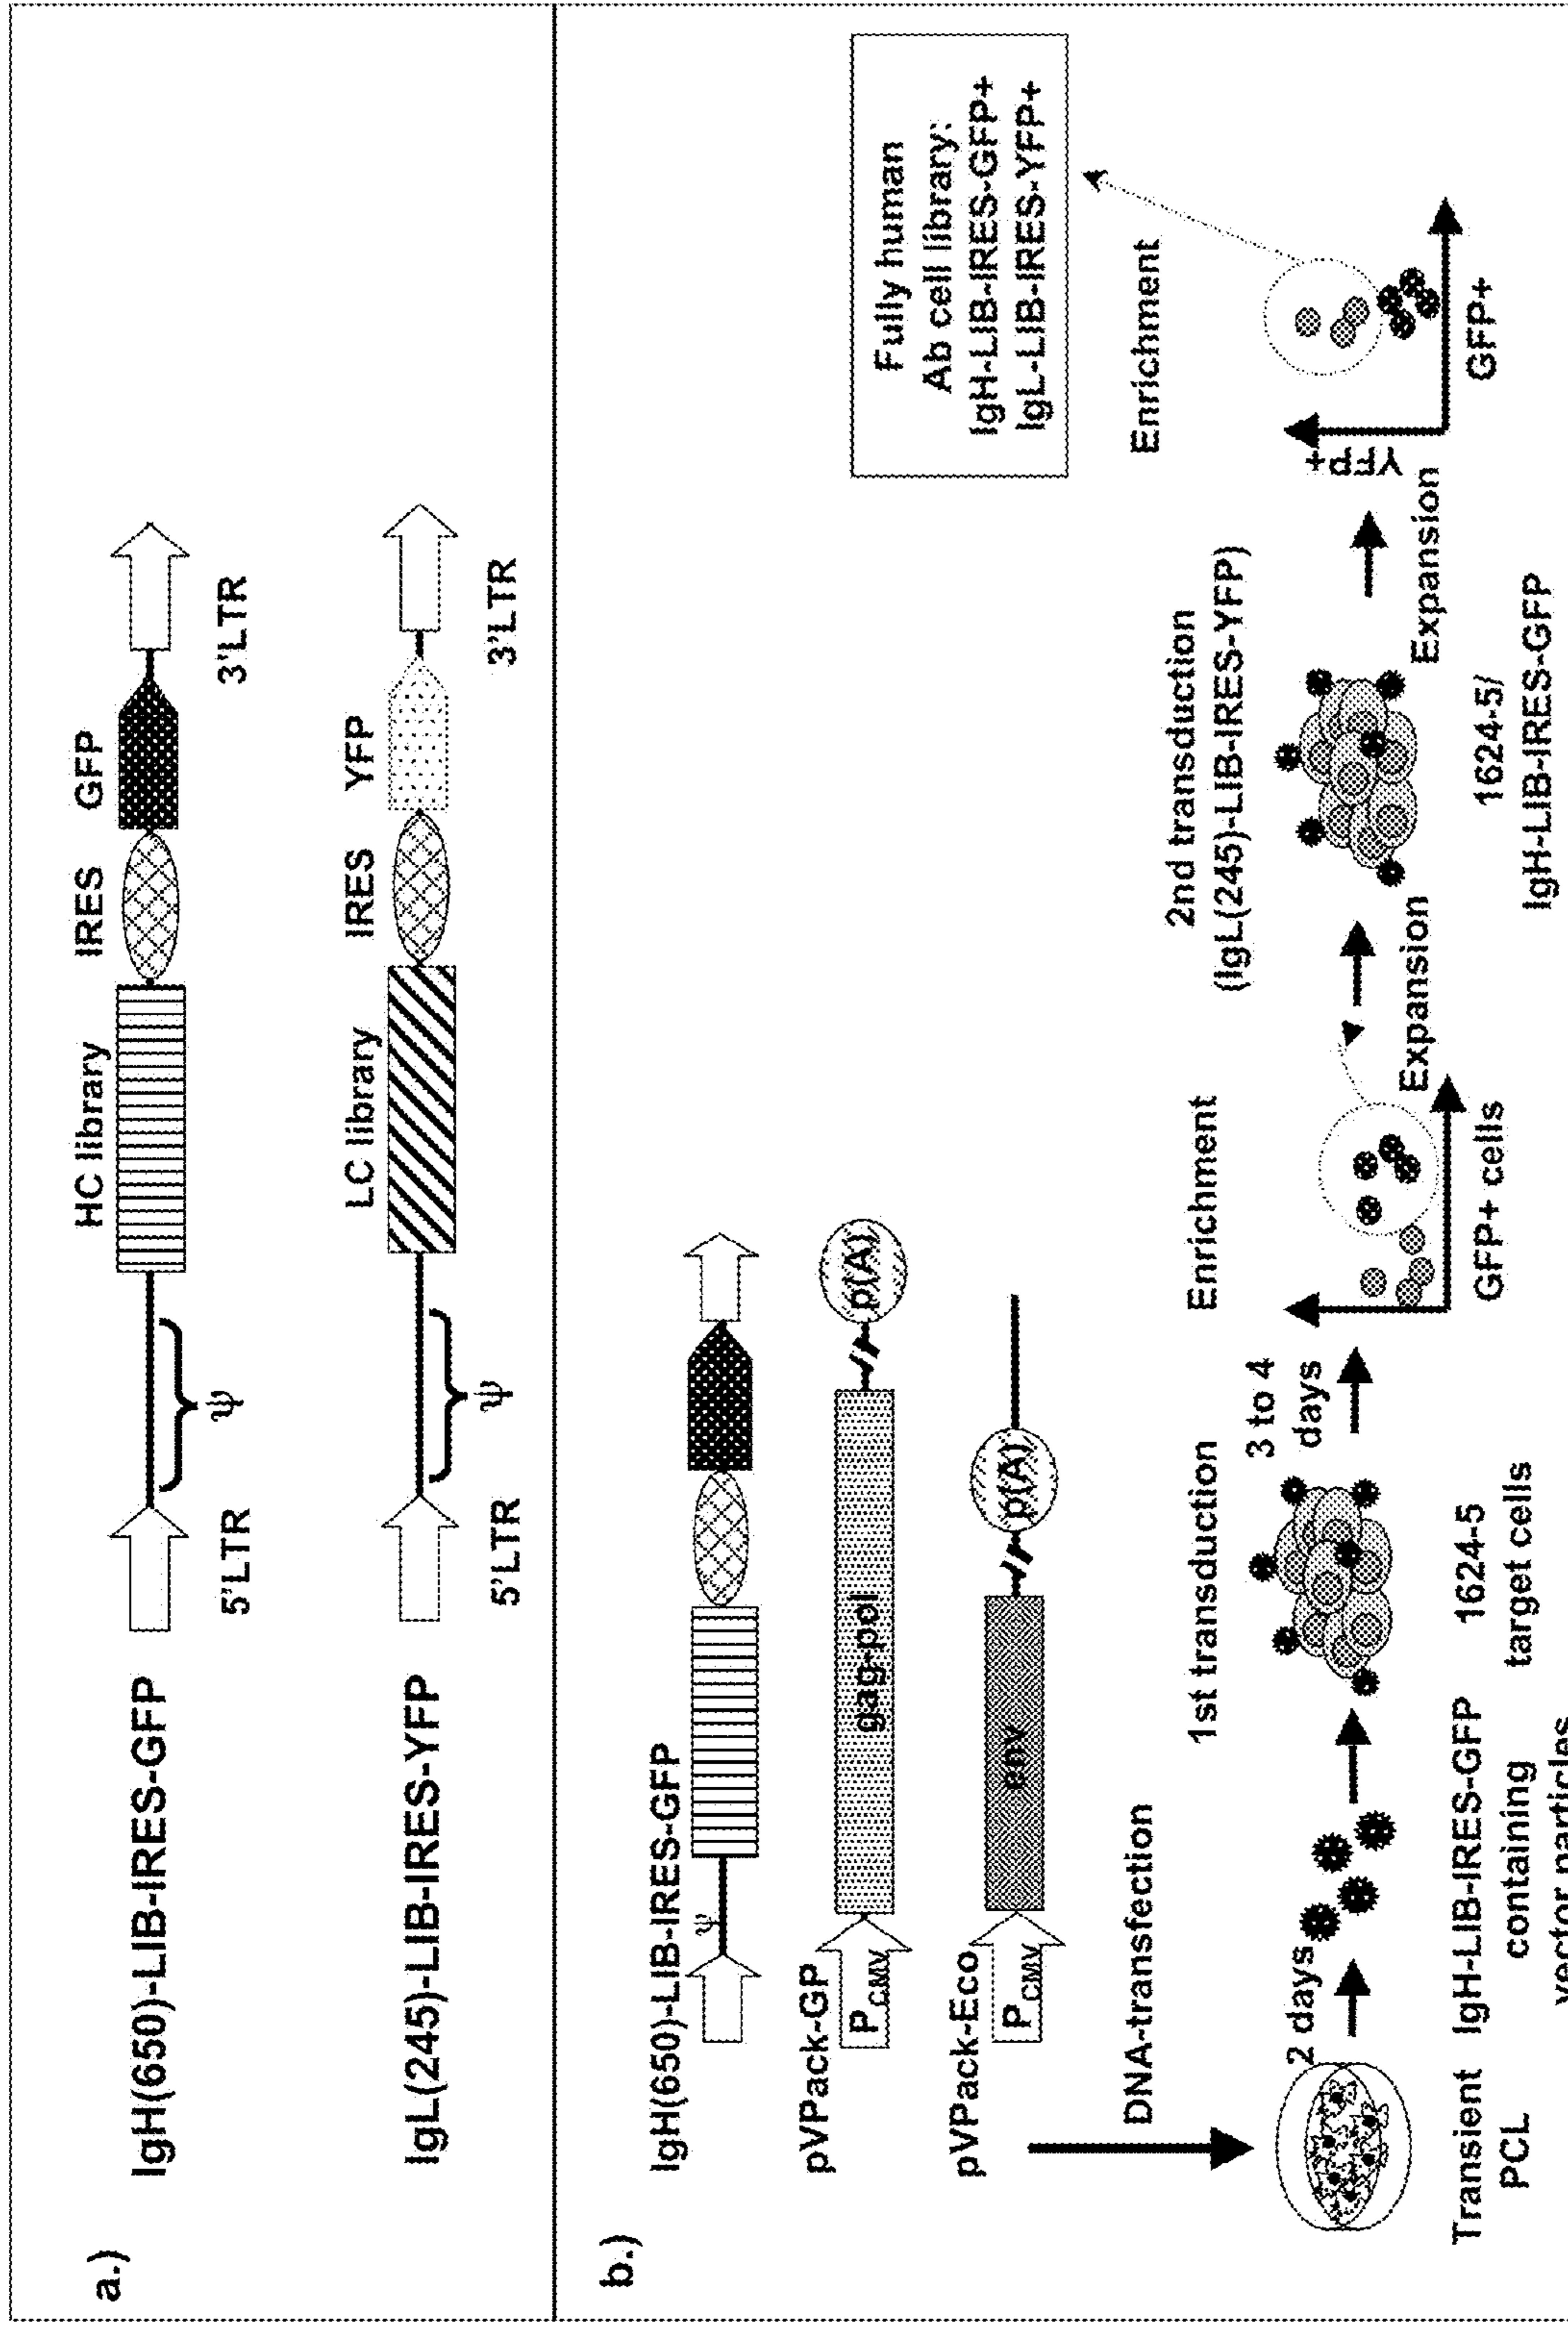 a.)
IgH(650)-LIB-IRES-GFP
5'LTR
ψ
HC library
IRES
GFP
3'LTR
IgL(245)-LIB-IRES-YFP
5'LTR
ψ
LC library
IRES
YFP
3'LTR
b.)
IgH(650)-LIB-IRES-GFP
ψ
pVPack-GP
PCMV
gag-pol
p(A)
pVPack-Eco
PCMV
env
p(A)
DNA-transfection
Transient
PCL
2 days
IgH-LIB-IRES-GFP
containing
vector particles
1st transduction
1624-5
target cells
3 to 4
days
Enrichment
GFP+ cells
Expansion
2nd transduction
(IgL(245)-LIB-IRES-YFP)
1624-5/
IgH-LIB-IRES-GFP
Expansion
Enrichment
YFP+
GFP+
Fully human
Ab cell library:
IgH-LIB-IRES-GFP+
IgL-LIB-IRES-YFP+